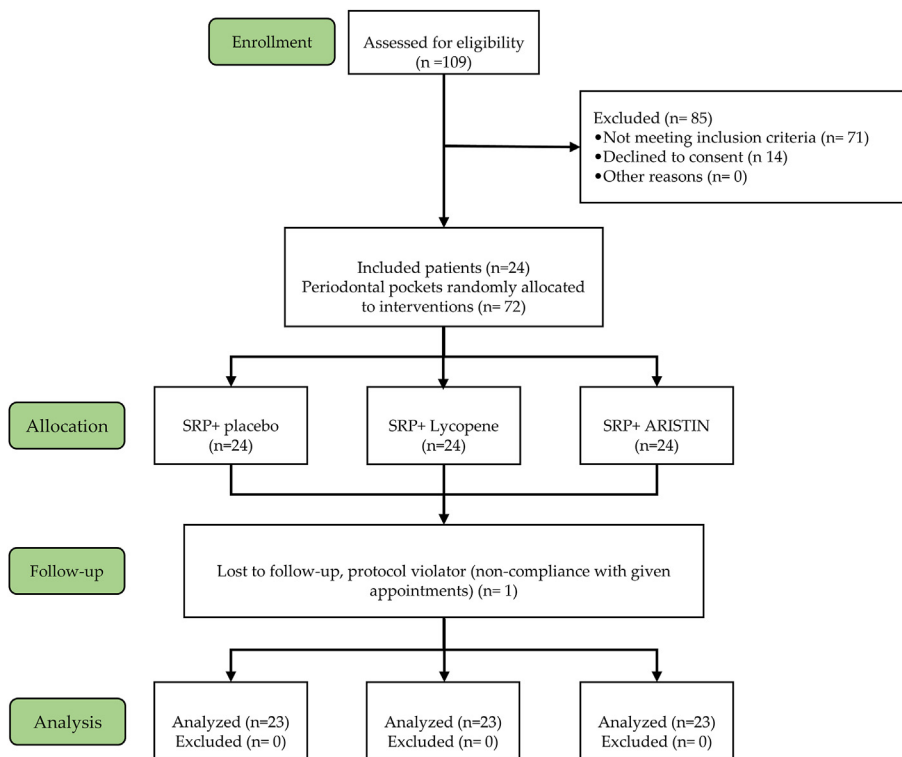 Enrollment
Assessed for eligibility
(n =109)
Excluded (n= 85)
•Not meeting inclusion criteria (n= 71)
•Declined to consent (n 14)
•Other reasons (n= 0)
Included patients (n=24)
Periodontal pockets randomly allocated
to interventions (n= 72)
Allocation
SRP+ placebo
(n=24)
SRP+ Lycopene
(n=24)
SRP+ ARISTIN
(n=24)
Follow-up
Lost to follow-up, protocol violator (non-compliance with given
appointments) (n= 1)
Analysis
Analyzed (n=23)
Excluded (n= 0)
Analyzed (n=23)
Excluded (n= 0)
Analyzed (n=23)
Excluded (n= 0)